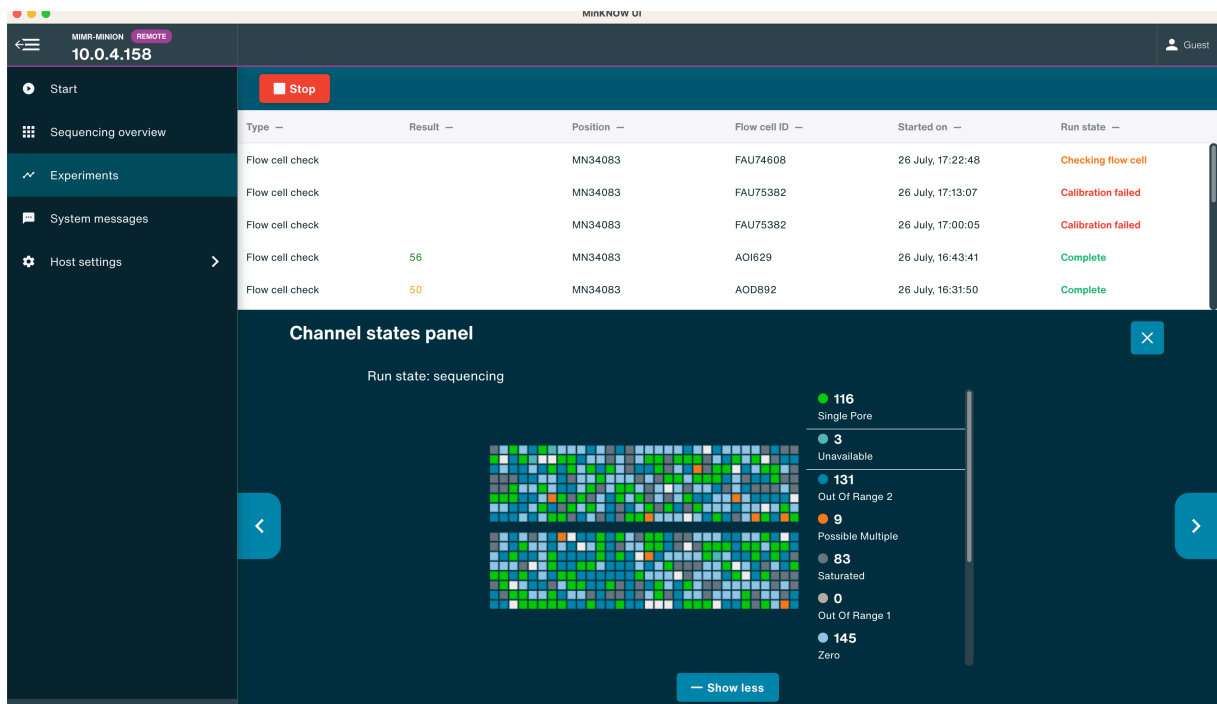 MinKNOW UI
MIMR-MINION REMOTE
10.0.4.158
Guest
Start
Sequencing overview
Experiments
System messages
Host settings
Stop
Type — Result — Position — Flow cell ID — Started on — Run state —
Flow cell check MN34083 FAU74608 26 July, 17:22:48 Checking flow cell
Flow cell check MN34083 FAU75382 26 July, 17:13:07 Calibration failed
Flow cell check MN34083 FAU75382 26 July, 17:00:05 Calibration failed
Flow cell check 56 MN34083 AOI629 26 July, 16:43:41 Complete
Flow cell check 50 MN34083 AOD892 26 July, 16:31:50 Complete
Channel states panel
Run state: sequencing
116
Single Pore
3
Unavailable
131
Out Of Range 2
9
Possible Multiple
83
Saturated
0
Out Of Range 1
145
Zero
— Show less